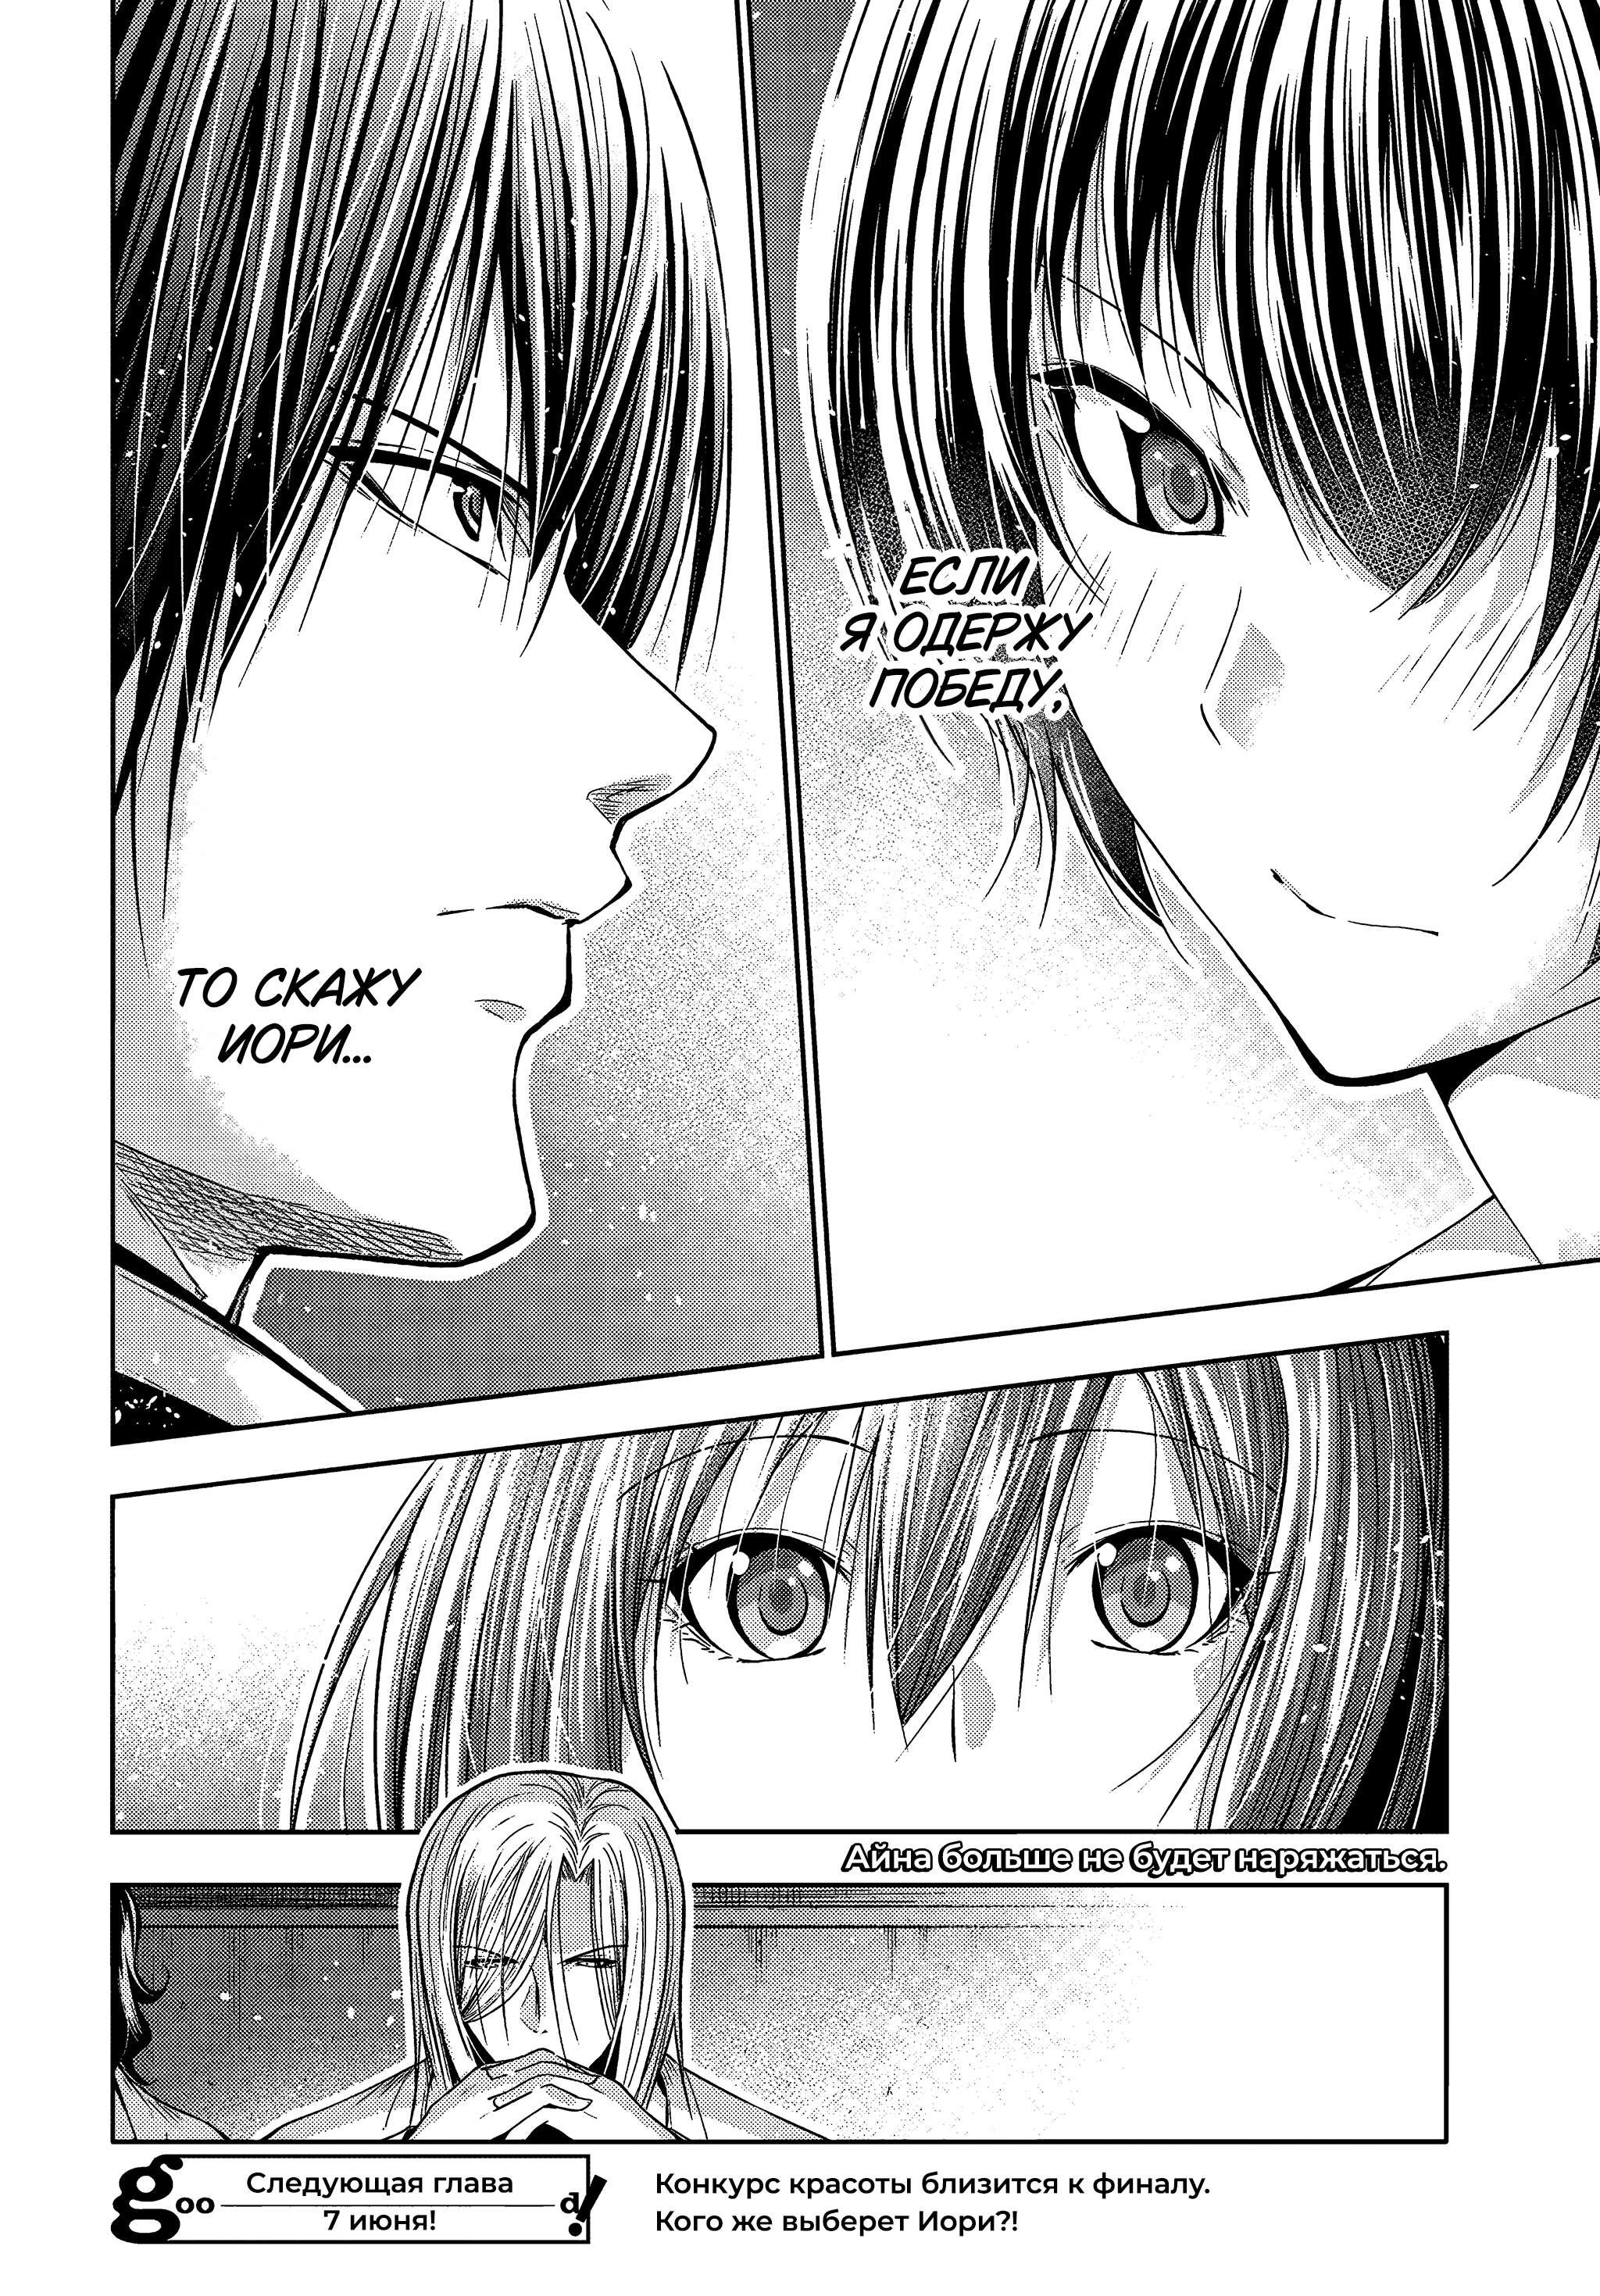 ЕСЛИ
Я ОДЕРЖУ
ПОБЕДУ,
ТО СКАЖУ
ИОРИ...
Айна больше не будет наряжаться.
goo d!
Следующая глава
7 июня!
Конкурс красоты близится к финалу.
Кого же выберет Иори?!